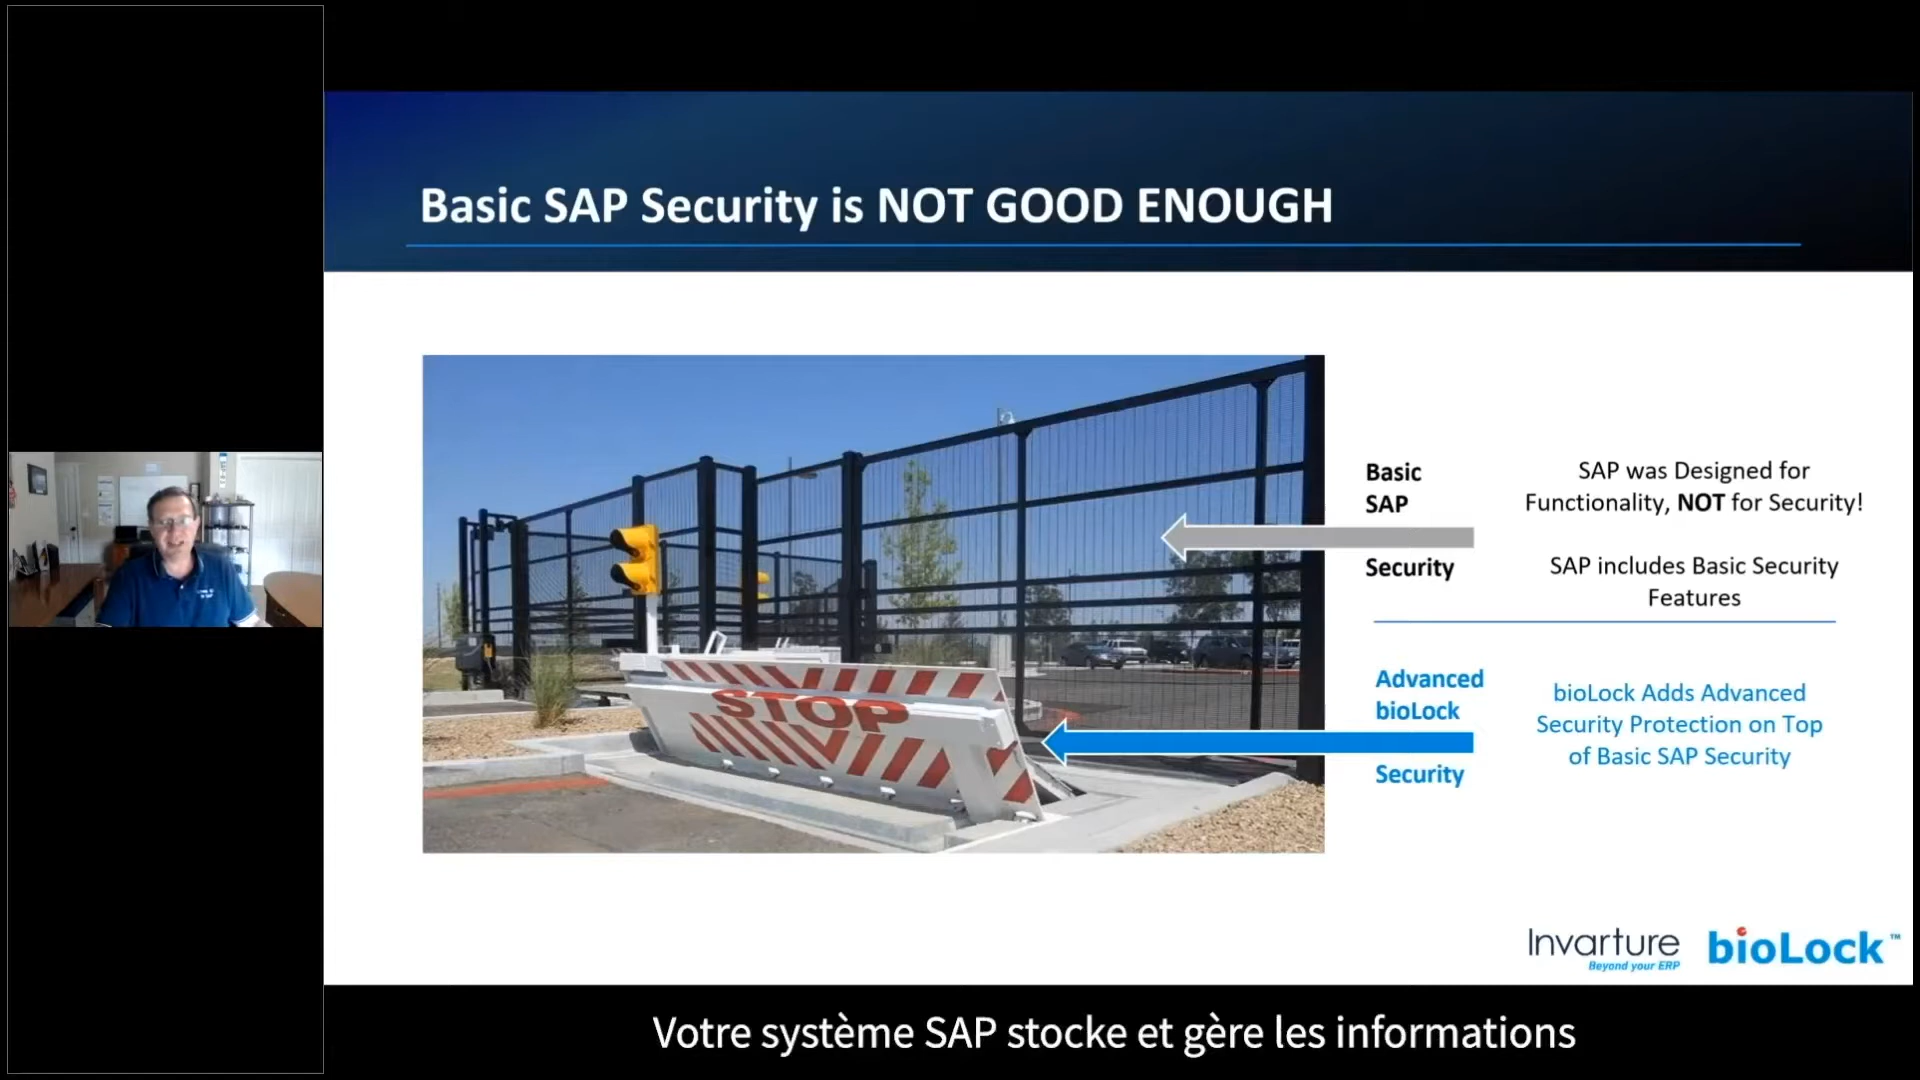 Basic SAP Security is NOT GOOD ENOUGH
STOP
Basic
SAP
Security
SAP was Designed for
Functionality, NOT for Security!
SAP includes Basic Security
Features
Advanced
bioLock
Security
bioLock Adds Advanced
Security Protection on Top
of Basic SAP Security
Invarture
Beyond your ERP
bioLock™
Votre système SAP stocke et gère les informations